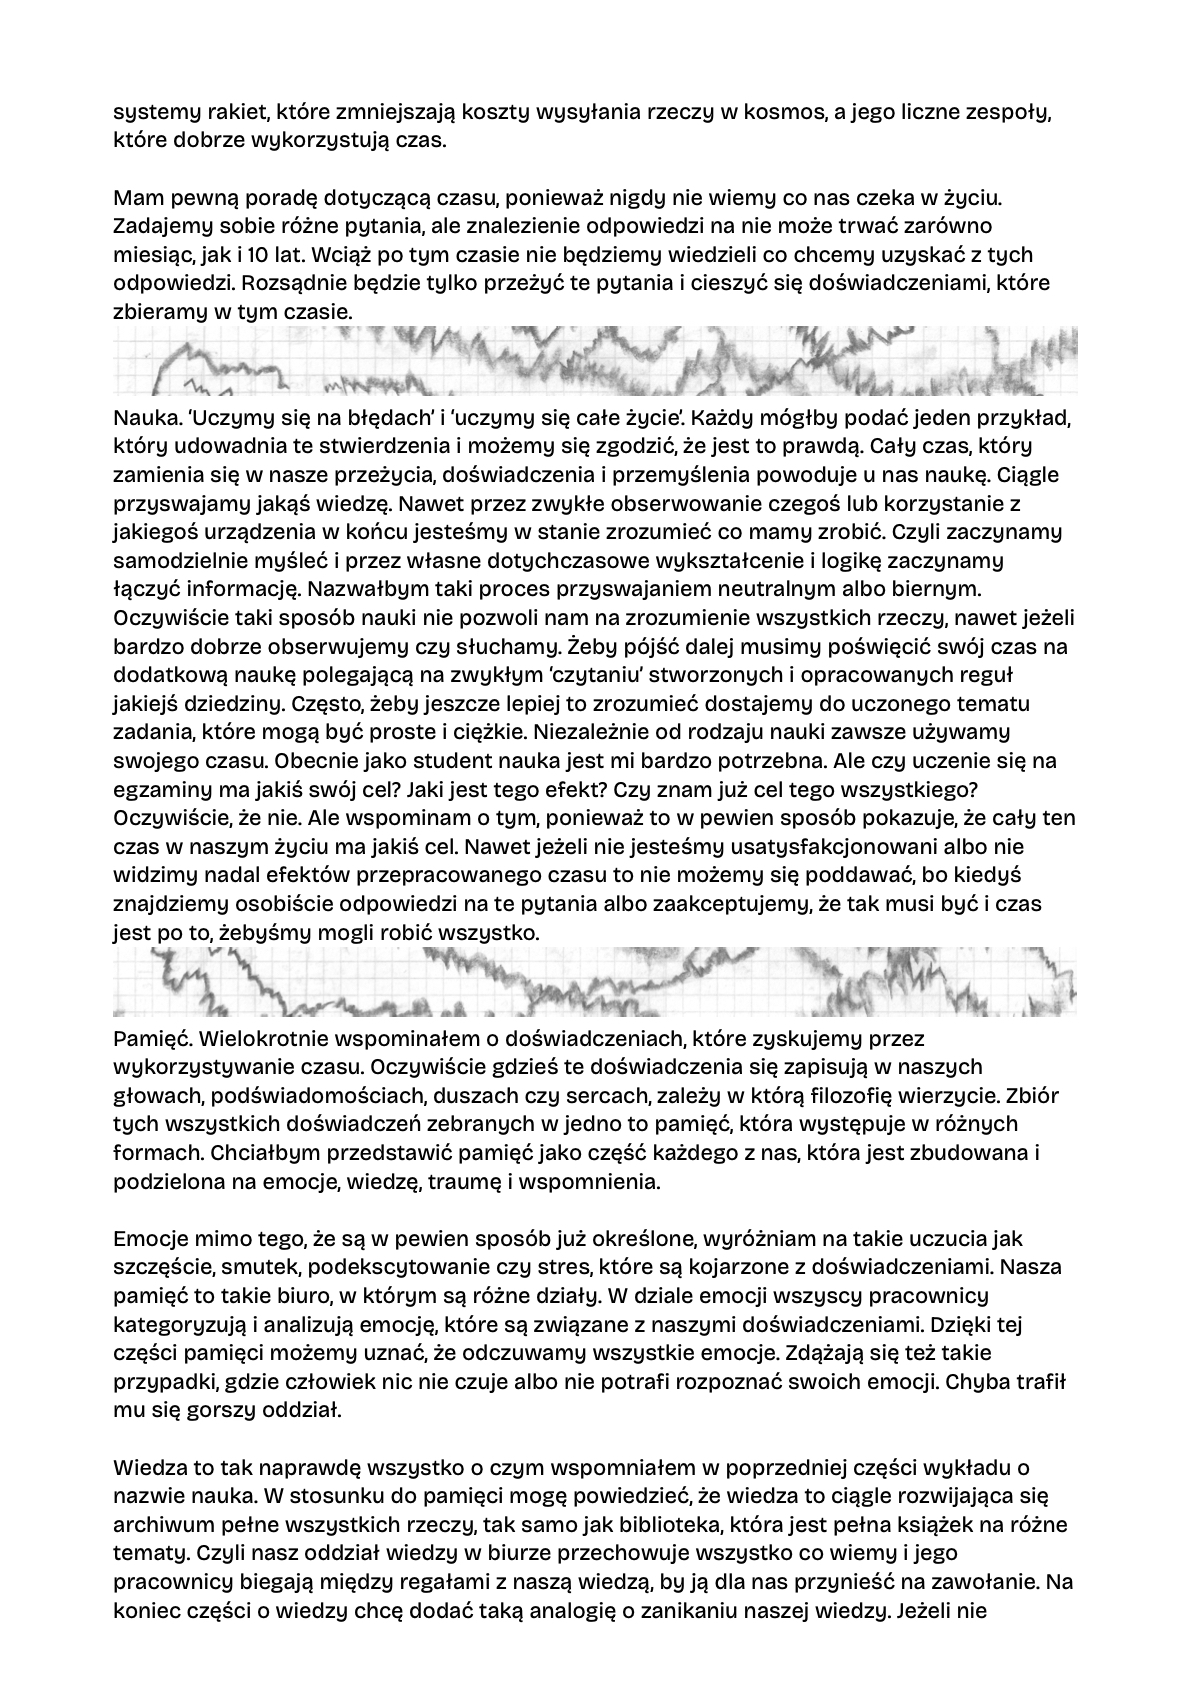 systemy rakiet, które zmniejszają koszty wysyłania rzeczy w kosmos, a jego liczne zespoły,
które dobrze wykorzystują czas.
Mam pewną poradę dotyczącą czasu, ponieważ nigdy nie wiemy co nas czeka w życiu.
Zadajemy sobie różne pytania, ale znalezienie odpowiedzi na nie może trwać zarówno
miesiąc, jak i 10 lat. Wciąż po tym czasie nie będziemy wiedzieli co chcemy uzyskać z tych
odpowiedzi. Rozsądnie będzie tylko przeżyć te pytania i cieszyć się doświadczeniami, które
zbieramy w tym czasie.
Nauka. ‘Uczymy się na błędach’ i ‘uczymy się całe życie’. Każdy mógłby podać jeden przykład,
który udowadnia te stwierdzenia i możemy się zgodzić, że jest to prawdą. Cały czas, który
zamienia się w nasze przeżycia, doświadczenia i przemyślenia powoduje u nas naukę. Ciągle
przyswajamy jakąś wiedzę. Nawet przez zwykłe obserwowanie czegoś lub korzystanie z
jakiegoś urządzenia w końcu jesteśmy w stanie zrozumieć co mamy zrobić. Czyli zaczynamy
samodzielnie myśleć i przez własne dotychczasowe wykształcenie i logikę zaczynamy
łączyć informację. Nazwałbym taki proces przyswajaniem neutralnym albo biernym.
Oczywiście taki sposób nauki nie pozwoli nam na zrozumienie wszystkich rzeczy, nawet jeżeli
bardzo dobrze obserwujemy czy słuchamy. Żeby pójść dalej musimy poświęcić swój czas na
dodatkową naukę polegającą na zwykłym ‘czytaniu’ stworzonych i opracowanych reguł
jakiejś dziedziny. Często, żeby jeszcze lepiej to zrozumieć dostajemy do uczonego tematu
zadania, które mogą być proste i ciężkie. Niezależnie od rodzaju nauki zawsze używamy
swojego czasu. Obecnie jako student nauka jest mi bardzo potrzebna. Ale czy uczenie się na
egzaminy ma jakiś swój cel? Jaki jest tego efekt? Czy znam już cel tego wszystkiego?
Oczywiście, że nie. Ale wspominam o tym, ponieważ to w pewien sposób pokazuje, że cały ten
czas w naszym życiu ma jakiś cel. Nawet jeżeli nie jesteśmy usatysfakcjonowani albo nie
widzimy nadal efektów przepracowanego czasu to nie możemy się poddawać, bo kiedyś
znajdziemy osobiście odpowiedzi na te pytania albo zaakceptujemy, że tak musi być i czas
jest po to, żebyśmy mogli robić wszystko.
Pamięć. Wielokrotnie wspominałem o doświadczeniach, które zyskujemy przez
wykorzystywanie czasu. Oczywiście gdzieś te doświadczenia się zapisują w naszych
głowach, podświadomościach, duszach czy sercach, zależy w którą filozofię wierzycie. Zbiór
tych wszystkich doświadczeń zebranych w jedno to pamięć, która występuje w różnych
formach. Chciałbym przedstawić pamięć jako część każdego z nas, która jest zbudowana i
podzielona na emocje, wiedzę, traumę i wspomnienia.
Emocje mimo tego, że są w pewien sposób już określone, wyróżniam na takie uczucia jak
szczęście, smutek, podekscytowanie czy stres, które są kojarzone z doświadczeniami. Nasza
pamięć to takie biuro, w którym są różne działy. W dziale emocji wszyscy pracownicy
kategoryzują i analizują emocję, które są związane z naszymi doświadczeniami. Dzięki tej
części pamięci możemy uznać, że odczuwamy wszystkie emocje. Zdążają się też takie
przypadki, gdzie człowiek nic nie czuje albo nie potrafi rozpoznać swoich emocji. Chyba trafił
mu się gorszy oddział.
Wiedza to tak naprawdę wszystko o czym wspomniałem w poprzedniej części wykładu o
nazwie nauka. W stosunku do pamięci mogę powiedzieć, że wiedza to ciągle rozwijająca się
archiwum pełne wszystkich rzeczy, tak samo jak biblioteka, która jest pełna książek na różne
tematy. Czyli nasz oddział wiedzy w biurze przechowuje wszystko co wiemy i jego
pracownicy biegają między regałami z naszą wiedzą, by ją dla nas przynieść na zawołanie. Na
koniec części o wiedzy chcę dodać taką analogię o zanikaniu naszej wiedzy. Jeżeli nie